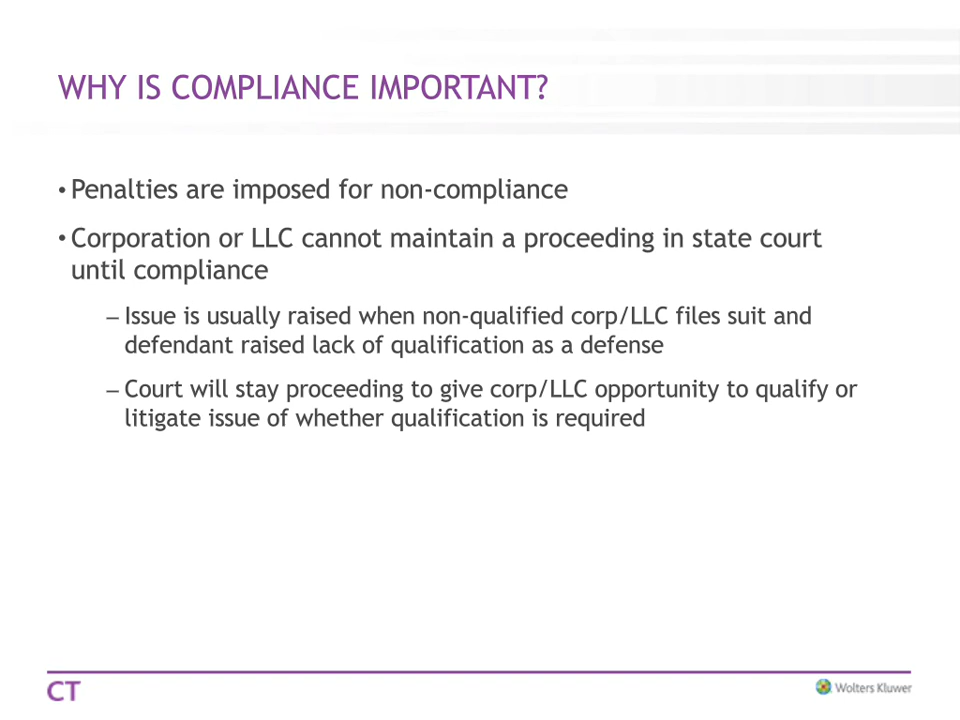 WHY IS COMPLIANCE IMPORTANT?
• Penalties are imposed for non-compliance
• Corporation or LLC cannot maintain a proceeding in state court
until compliance
– Issue is usually raised when non-qualified corp/LLC files suit and
defendant raised lack of qualification as a defense
– Court will stay proceeding to give corp/LLC opportunity to qualify or
litigate issue of whether qualification is required
CT
Wolters Kluwer